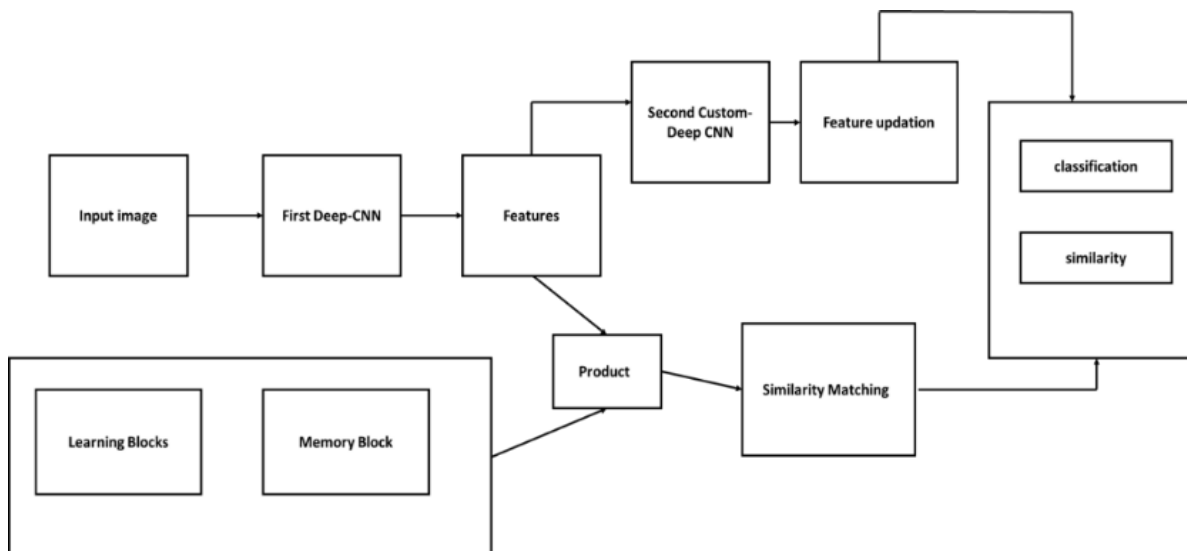 Input image
First Deep-CNN
Features
Second Custom-
Deep CNN
Feature updation
classification
similarity
Product
Similarity Matching
Learning Blocks
Memory Block